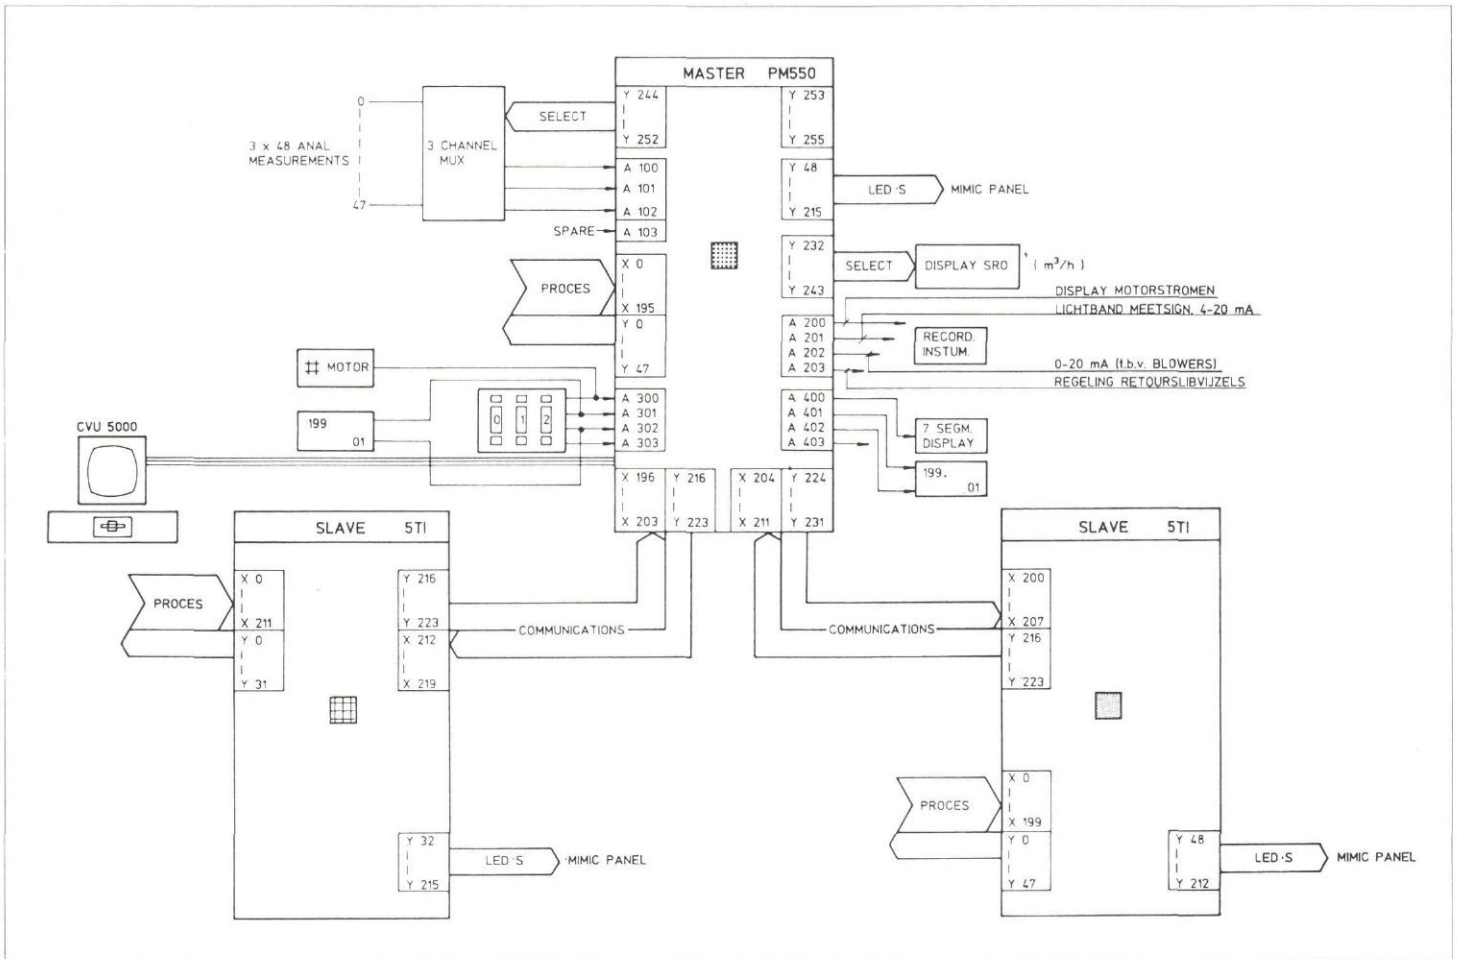 MASTER PM550
Y 244
Y 252
Y 253
Y 255
SELECT
0
3 x 48 ANAL
MEASUREMENTS
47
3 CHANNEL
MUX
A 100
A 101
A 102
SPARE
A 103
Y 48
Y 215
LED·S
MIMIC PANEL
PROCES
X 0
X 195
Y 0
Y 47
Y 232
Y 243
SELECT
DISPLAY SRO
( m³/h )
DISPLAY MOTORSTROMEN
LICHTBAND MEETSIGN. 4-20 mA
A 200
A 201
A 202
A 203
RECORD.
INSTUM.
0-20 mA (t.b.v. BLOWERS)
REGELING RETOURSLIBVIJZELS
# MOTOR
199
01
0 1 2
A 300
A 301
A 302
A 303
A 400
A 401
A 402
A 403
7 SEGM.
DISPLAY
199.
01
CVU 5000
X 196
X 203
Y 216
Y 223
X 204
X 211
Y 224
Y 231
SLAVE 5TI
PROCES
X 0
X 211
Y 0
Y 31
Y 216
Y 223
X 212
X 219
COMMUNICATIONS
Y 32
Y 215
LED·S
MIMIC PANEL
COMMUNICATIONS
SLAVE 5TI
X 200
X 207
Y 216
Y 223
PROCES
X 0
X 199
Y 0
Y 47
Y 48
Y 212
LED·S
MIMIC PANEL